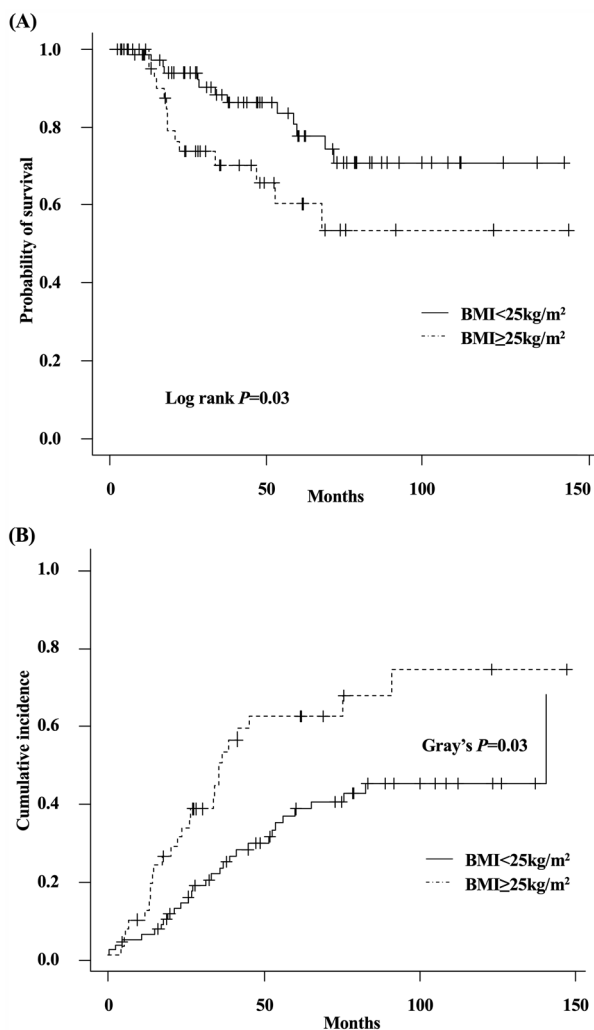 (A)
1.0
0.8
0.6
0.4
0.2
0.0
Probability of survival
BMI<25kg/m²
BMI≥25kg/m²
Log rank P=0.03
0 50 100 150
Months
(B)
1.0
0.8
0.6
0.4
0.2
0.0
Cumulative incidence
Gray's P=0.03
BMI<25kg/m²
BMI≥25kg/m²
0 50 100 150
Months